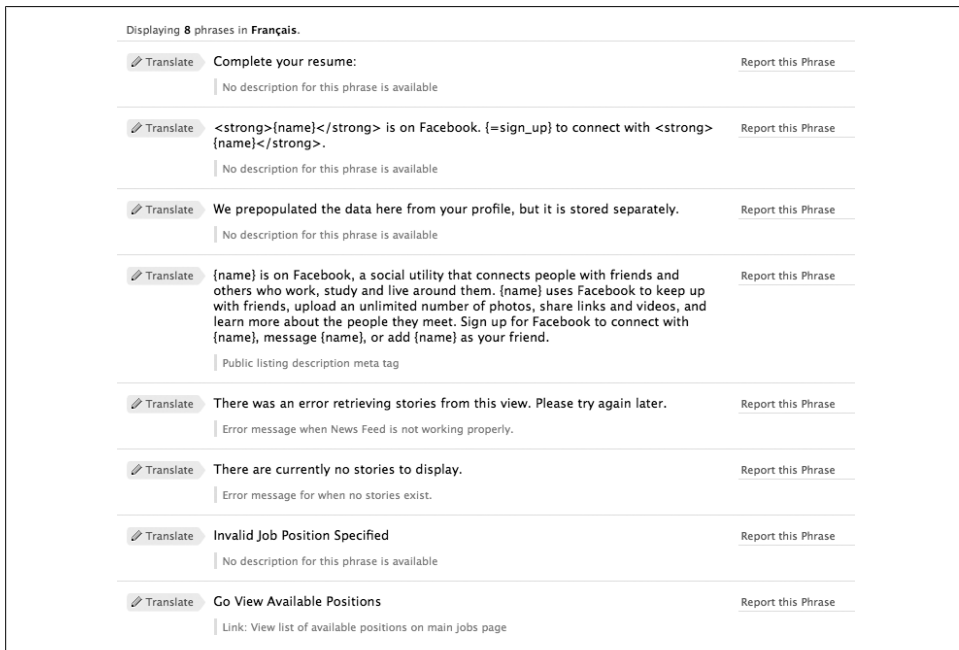 Displaying 8 phrases in Français.
Translate Complete your resume: Report this Phrase
No description for this phrase is available
Translate <strong>{name}</strong> is on Facebook. {=sign_up} to connect with <strong> Report this Phrase
{name}</strong>.
No description for this phrase is available
Translate We prepopulated the data here from your profile, but it is stored separately. Report this Phrase
No description for this phrase is available
Translate {name} is on Facebook, a social utility that connects people with friends and Report this Phrase
others who work, study and live around them. {name} uses Facebook to keep up
with friends, upload an unlimited number of photos, share links and videos, and
learn more about the people they meet. Sign up for Facebook to connect with
{name}, message {name}, or add {name} as your friend.
Public listing description meta tag
Translate There was an error retrieving stories from this view. Please try again later. Report this Phrase
Error message when News Feed is not working properly.
Translate There are currently no stories to display. Report this Phrase
Error message for when no stories exist.
Translate Invalid Job Position Specified Report this Phrase
No description for this phrase is available
Translate Go View Available Positions Report this Phrase
Link: View list of available positions on main jobs page